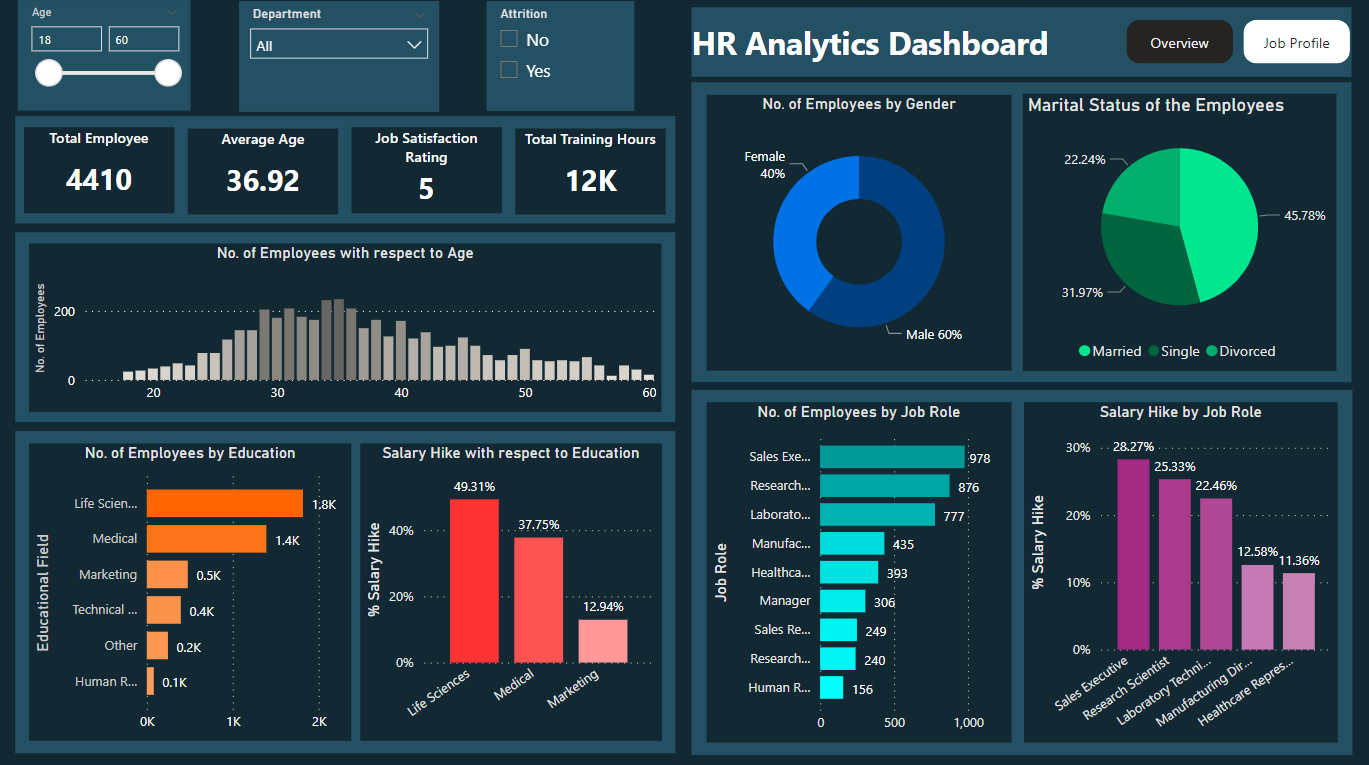 Age
18
60
Department
All
Attrition
No
Yes
HR Analytics Dashboard
Overview
Job Profile
Total Employee
4410
Average Age
36.92
Job Satisfaction
Rating
5
Total Training Hours
12K
No. of Employees with respect to Age
No. of Employees
200
0
20
30
40
50
60
No. of Employees by Gender
Female
40%
Male 60%
Marital Status of the Employees
22.24%
45.78%
31.97%
Married
Single
Divorced
No. of Employees by Education
Educational Field
Life Scien...
1.8K
Medical
1.4K
Marketing
0.5K
Technical ...
0.4K
Other
0.2K
Human R...
0.1K
0K
1K
2K
Salary Hike with respect to Education
% Salary Hike
49.31%
40%
37.75%
20%
12.94%
0%
Life Sciences
Medical
Marketing
No. of Employees by Job Role
Job Role
Sales Exe...
978
Research...
876
Laborato...
777
Manufac...
435
Healthca...
393
Manager
306
Sales Re...
249
Research...
240
Human R...
156
0
500
1,000
Salary Hike by Job Role
% Salary Hike
30%
28.27%
25.33%
22.46%
20%
12.58%
11.36%
10%
0%
Sales Executive
Research Scientist
Laboratory Techni...
Manufacturing Dir...
Healthcare Repres...